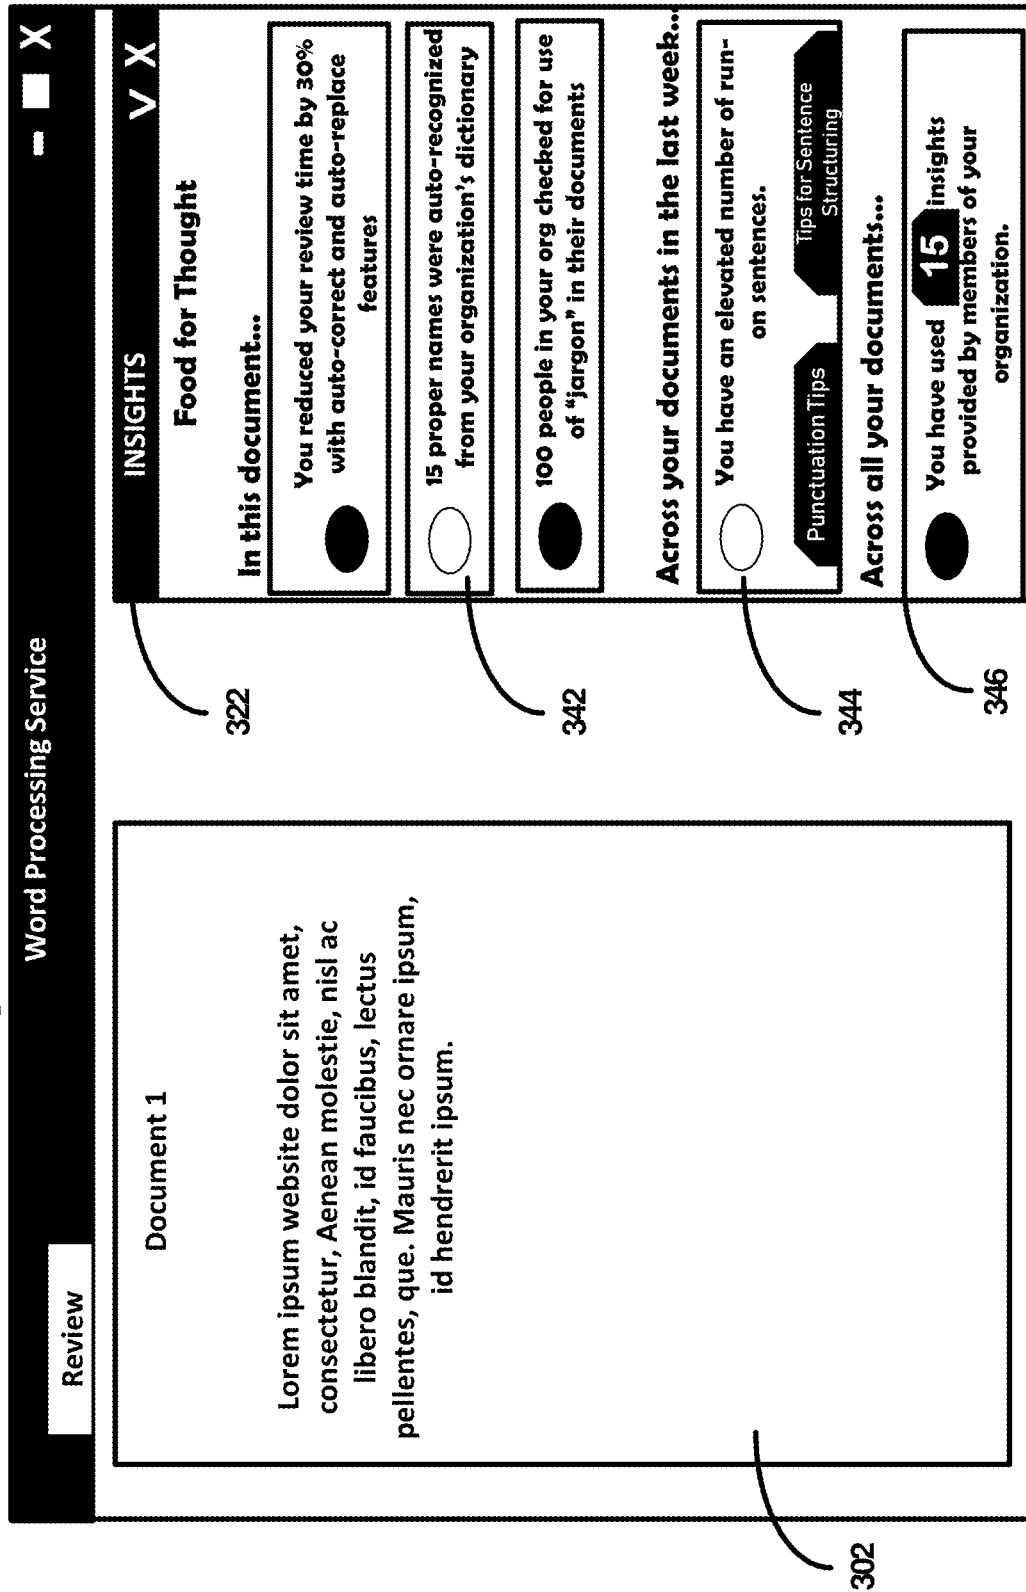 Word Processing Service
X
Review
Document 1
Lorem ipsum website dolor sit amet,
consectetur, Aenean molestie, nisl ac
libero blandit, id faucibus, lectus
pellentes, que. Mauris nec ornare ipsum,
id hendrerit ipsum.
302
INSIGHTS
V X
322
Food for Thought
In this document...
You reduced your review time by 30%
with auto-correct and auto-replace
features
15 proper names were auto-recognized
from your organization's dictionary
342
100 people in your org checked for use
of "jargon" in their documents
Across your documents in the last week...
You have an elevated number of run-
on sentences.
Punctuation Tips
Tips for Sentence
Structuring
344
Across all your documents...
You have used 15 insights
provided by members of your
organization.
346